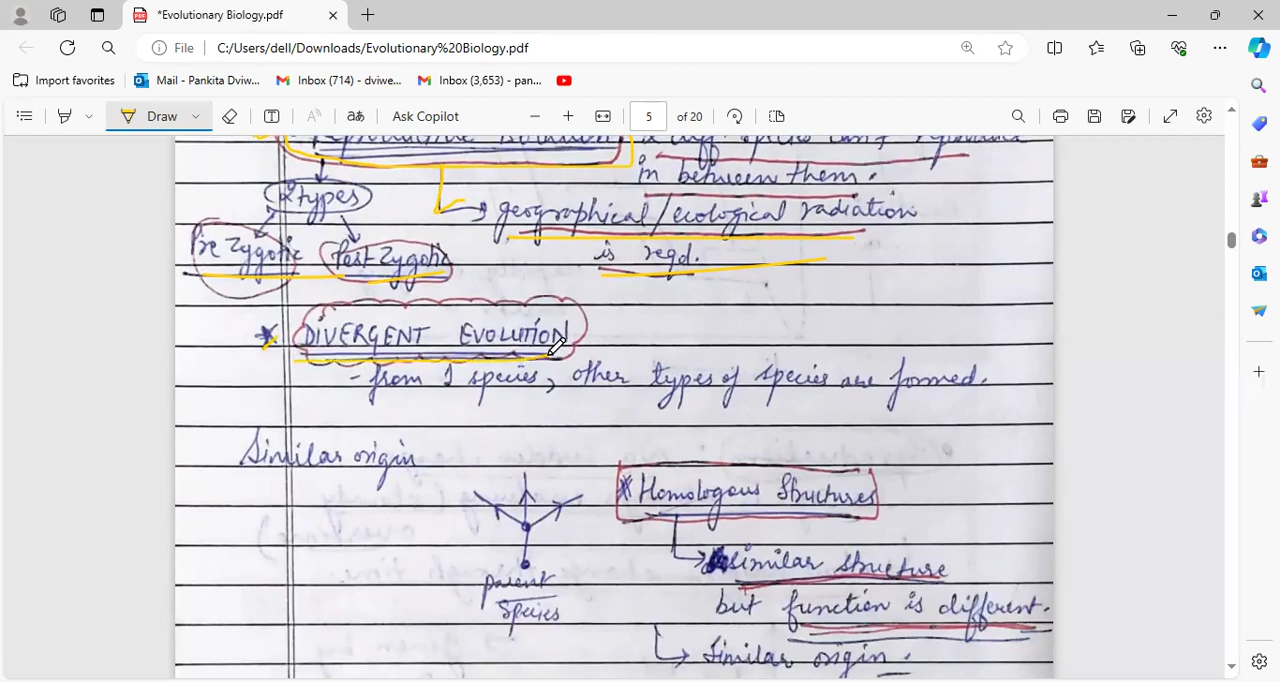 *Evolutionary Biology.pdf
File C:/Users/dell/Downloads/Evolutionary%20Biology.pdf
Import favorites Mail - Pankita Dviw... Inbox (714) - dviwe... Inbox (3,653) - pan...
Draw Ask Copilot 5 of 20
in between them.
2 types
geographical/ecological radiation
is reqd.
Pre Zygotic Post Zygotic
* DIVERGENT EVOLUTION
- from 1 species, other types of species are formed.
Similar origin
* Homologous Structures
similar structure
parent
species
but function is different.
Similar origin.